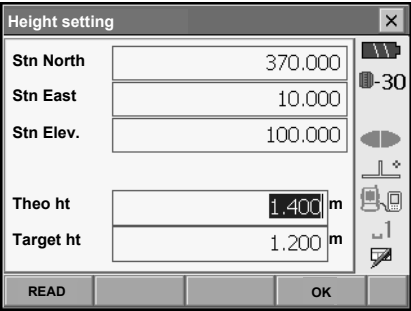 Height setting
Stn North 370.000
-30
Stn East 10.000
Stn Elev. 100.000
Theo ht 1.400 m
Target ht 1.200 m
1
READ OK